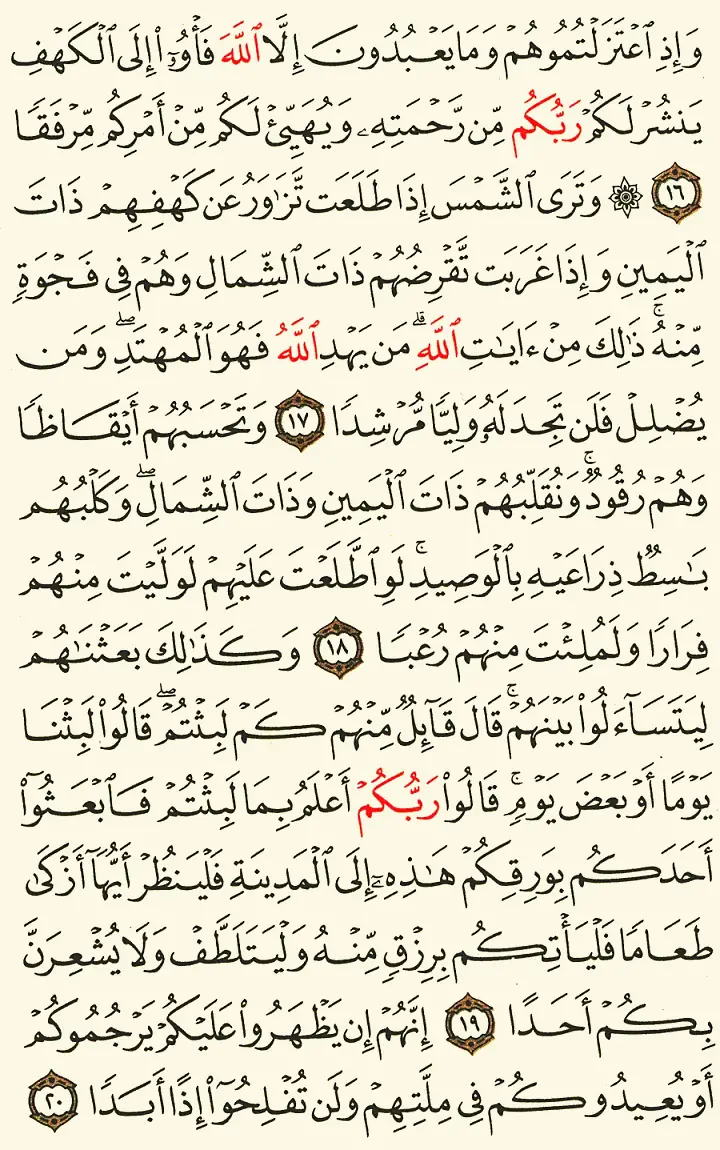 وَإِذِ ٱعْتَزَلْتُمُوهُمْ وَمَا يَعْبُدُونَ إِلَّا ٱللَّهَ فَأْوُۥٓا۟ إِلَى ٱلْكَهْفِ
يَنشُرْ لَكُمْ رَبُّكُم مِّن رَّحْمَتِهِۦ وَيُهَيِّئْ لَكُم مِّنْ أَمْرِكُم مِّرْفَقًا
﴿١٦﴾ ۞ وَتَرَى ٱلشَّمْسَ إِذَا طَلَعَت تَّزَٰوَرُ عَن كَهْفِهِمْ ذَاتَ
ٱلْيَمِينِ وَإِذَا غَرَبَت تَّقْرِضُهُمْ ذَاتَ ٱلشِّمَالِ وَهُمْ فِى فَجْوَةٍ
مِّنْهُ ۚ ذَٰلِكَ مِنْ ءَايَٰتِ ٱللَّهِ ۗ مَن يَهْدِ ٱللَّهُ فَهُوَ ٱلْمُهْتَدِ ۖ وَمَن
يُضْلِلْ فَلَن تَجِدَ لَهُۥ وَلِيًّا مُّرْشِدًا ﴿١٧﴾ وَتَحْسَبُهُمْ أَيْقَاظًا
وَهُمْ رُقُودٌ ۚ وَنُقَلِّبُهُمْ ذَاتَ ٱلْيَمِينِ وَذَاتَ ٱلشِّمَالِ ۖ وَكَلْبُهُم
بَٰسِطٌ ذِرَاعَيْهِ بِٱلْوَصِيدِ ۚ لَوِ ٱطَّلَعْتَ عَلَيْهِمْ لَوَلَّيْتَ مِنْهُمْ
فِرَارًا وَلَمُلِئْتَ مِنْهُمْ رُعْبًا ﴿١٨﴾ وَكَذَٰلِكَ بَعَثْنَٰهُمْ
لِيَتَسَآءَلُوا۟ بَيْنَهُمْ ۚ قَالَ قَآئِلٌ مِّنْهُمْ كَمْ لَبِثْتُمْ ۖ قَالُوا۟ لَبِثْنَا
يَوْمًا أَوْ بَعْضَ يَوْمٍ ۚ قَالُوا۟ رَبُّكُمْ أَعْلَمُ بِمَا لَبِثْتُمْ فَٱبْعَثُوٓا۟
أَحَدَكُم بِوَرِقِكُمْ هَٰذِهِۦٓ إِلَى ٱلْمَدِينَةِ فَلْيَنظُرْ أَيُّهَآ أَزْكَىٰ
طَعَامًا فَلْيَأْتِكُم بِرِزْقٍ مِّنْهُ وَلْيَتَلَطَّفْ وَلَا يُشْعِرَنَّ
بِكُمْ أَحَدًا ﴿١٩﴾ إِنَّهُمْ إِن يَظْهَرُوا۟ عَلَيْكُمْ يَرْجُمُوكُمْ
أَوْ يُعِيدُوكُمْ فِى مِلَّتِهِمْ وَلَن تُفْلِحُوٓا۟ إِذًا أَبَدًا ﴿٢٠﴾